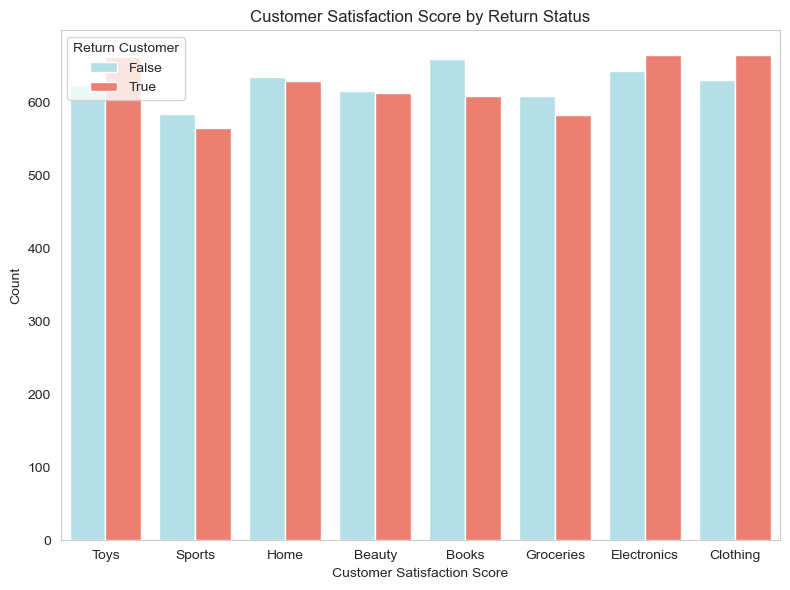 Customer Satisfaction Score by Return Status
Return Customer
False
True
600
500
400
300
200
100
0
Count
Toys Sports Home Beauty Books Groceries Electronics Clothing
Customer Satisfaction Score